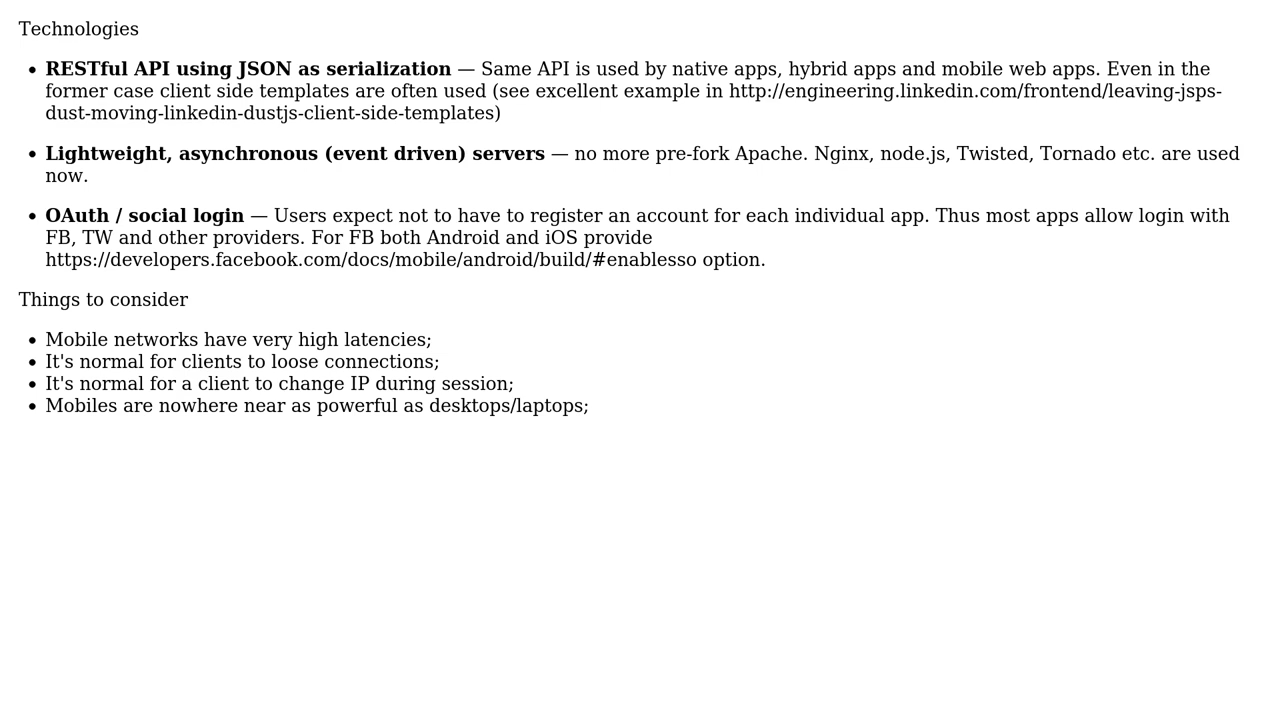 Technologies
• RESTful API using JSON as serialization — Same API is used by native apps, hybrid apps and mobile web apps. Even in the
former case client side templates are often used (see excellent example in http://engineering.linkedin.com/frontend/leaving-jsps-
dust-moving-linkedin-dustjs-client-side-templates)
• Lightweight, asynchronous (event driven) servers — no more pre-fork Apache. Nginx, node.js, Twisted, Tornado etc. are used
now.
• OAuth / social login — Users expect not to have to register an account for each individual app. Thus most apps allow login with
FB, TW and other providers. For FB both Android and iOS provide
https://developers.facebook.com/docs/mobile/android/build/#enablesso option.
Things to consider
• Mobile networks have very high latencies;
• It's normal for clients to loose connections;
• It's normal for a client to change IP during session;
• Mobiles are nowhere near as powerful as desktops/laptops;